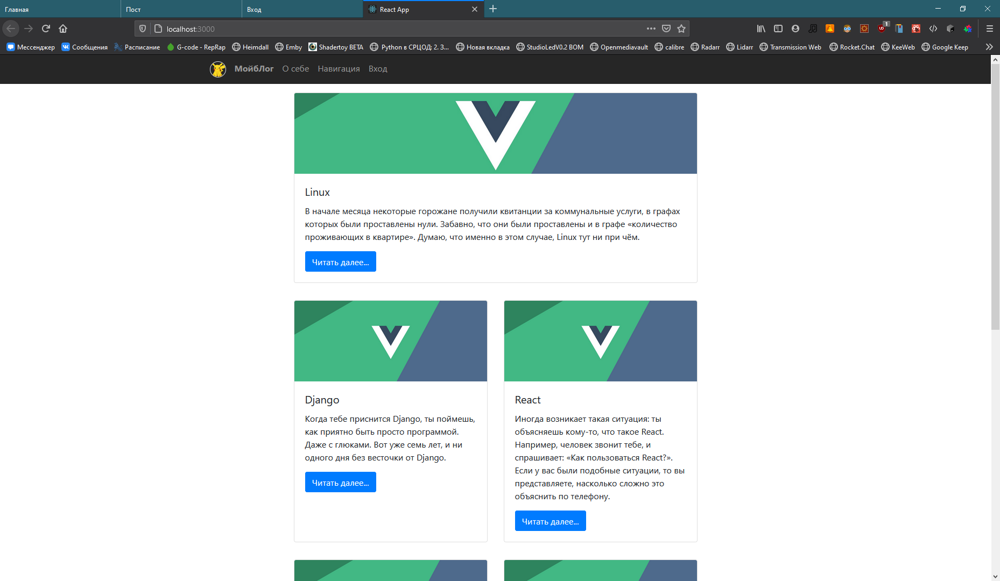 Главная
Пост
Вход
React App
localhost:3000
1
Мессенджер
Сообщения
Расписание
G-code - RepRap
Heimdall
Emby
Shadertoy BETA
Python в СРЦОД: 2. З...
Новая вкладка
StudioLedV0.2 BOM
Openmediavault
calibre
Radarr
Lidarr
Transmission Web
Rocket.Chat
KeeWeb
Google Keep
МойбЛог
О себе
Навигация
Вход
Linux
В начале месяца некоторые горожане получили квитанции за коммунальные услуги, в графах
которых были проставлены нули. Забавно, что они были проставлены и в графе «количество
проживающих в квартире». Думаю, что именно в этом случае, Linux тут ни при чём.
Читать далее...
Django
Когда тебе приснится Django, ты поймешь,
как приятно быть просто программой.
Даже с глюками. Вот уже семь лет, и ни
одного дня без весточки от Django.
Читать далее...
React
Иногда возникает такая ситуация: ты
объясняешь кому-то, что такое React.
Например, человек звонит тебе, и
спрашивает: «Как пользоваться React?».
Если у вас были подобные ситуации, то вы
представляете, насколько сложно это
объяснить по телефону.
Читать далее...